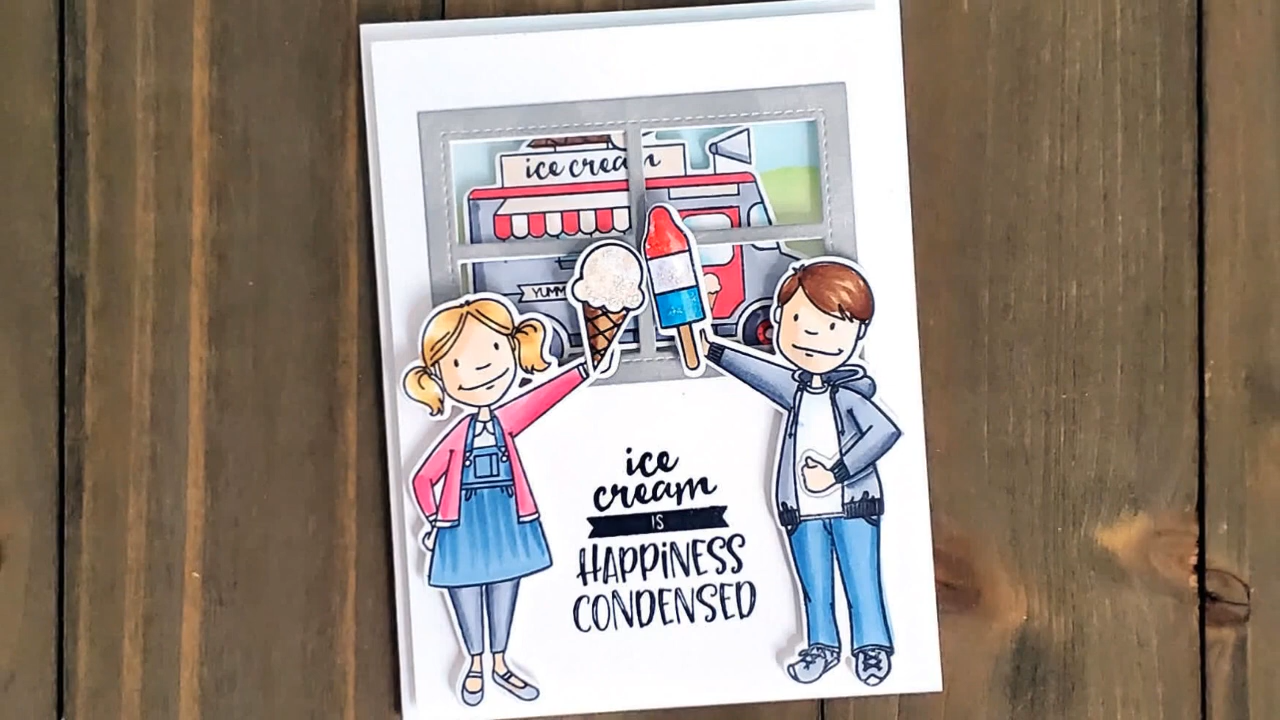 ice cream
YUMM
ice
cream
IS
HAPPiNESS
CONDENSED